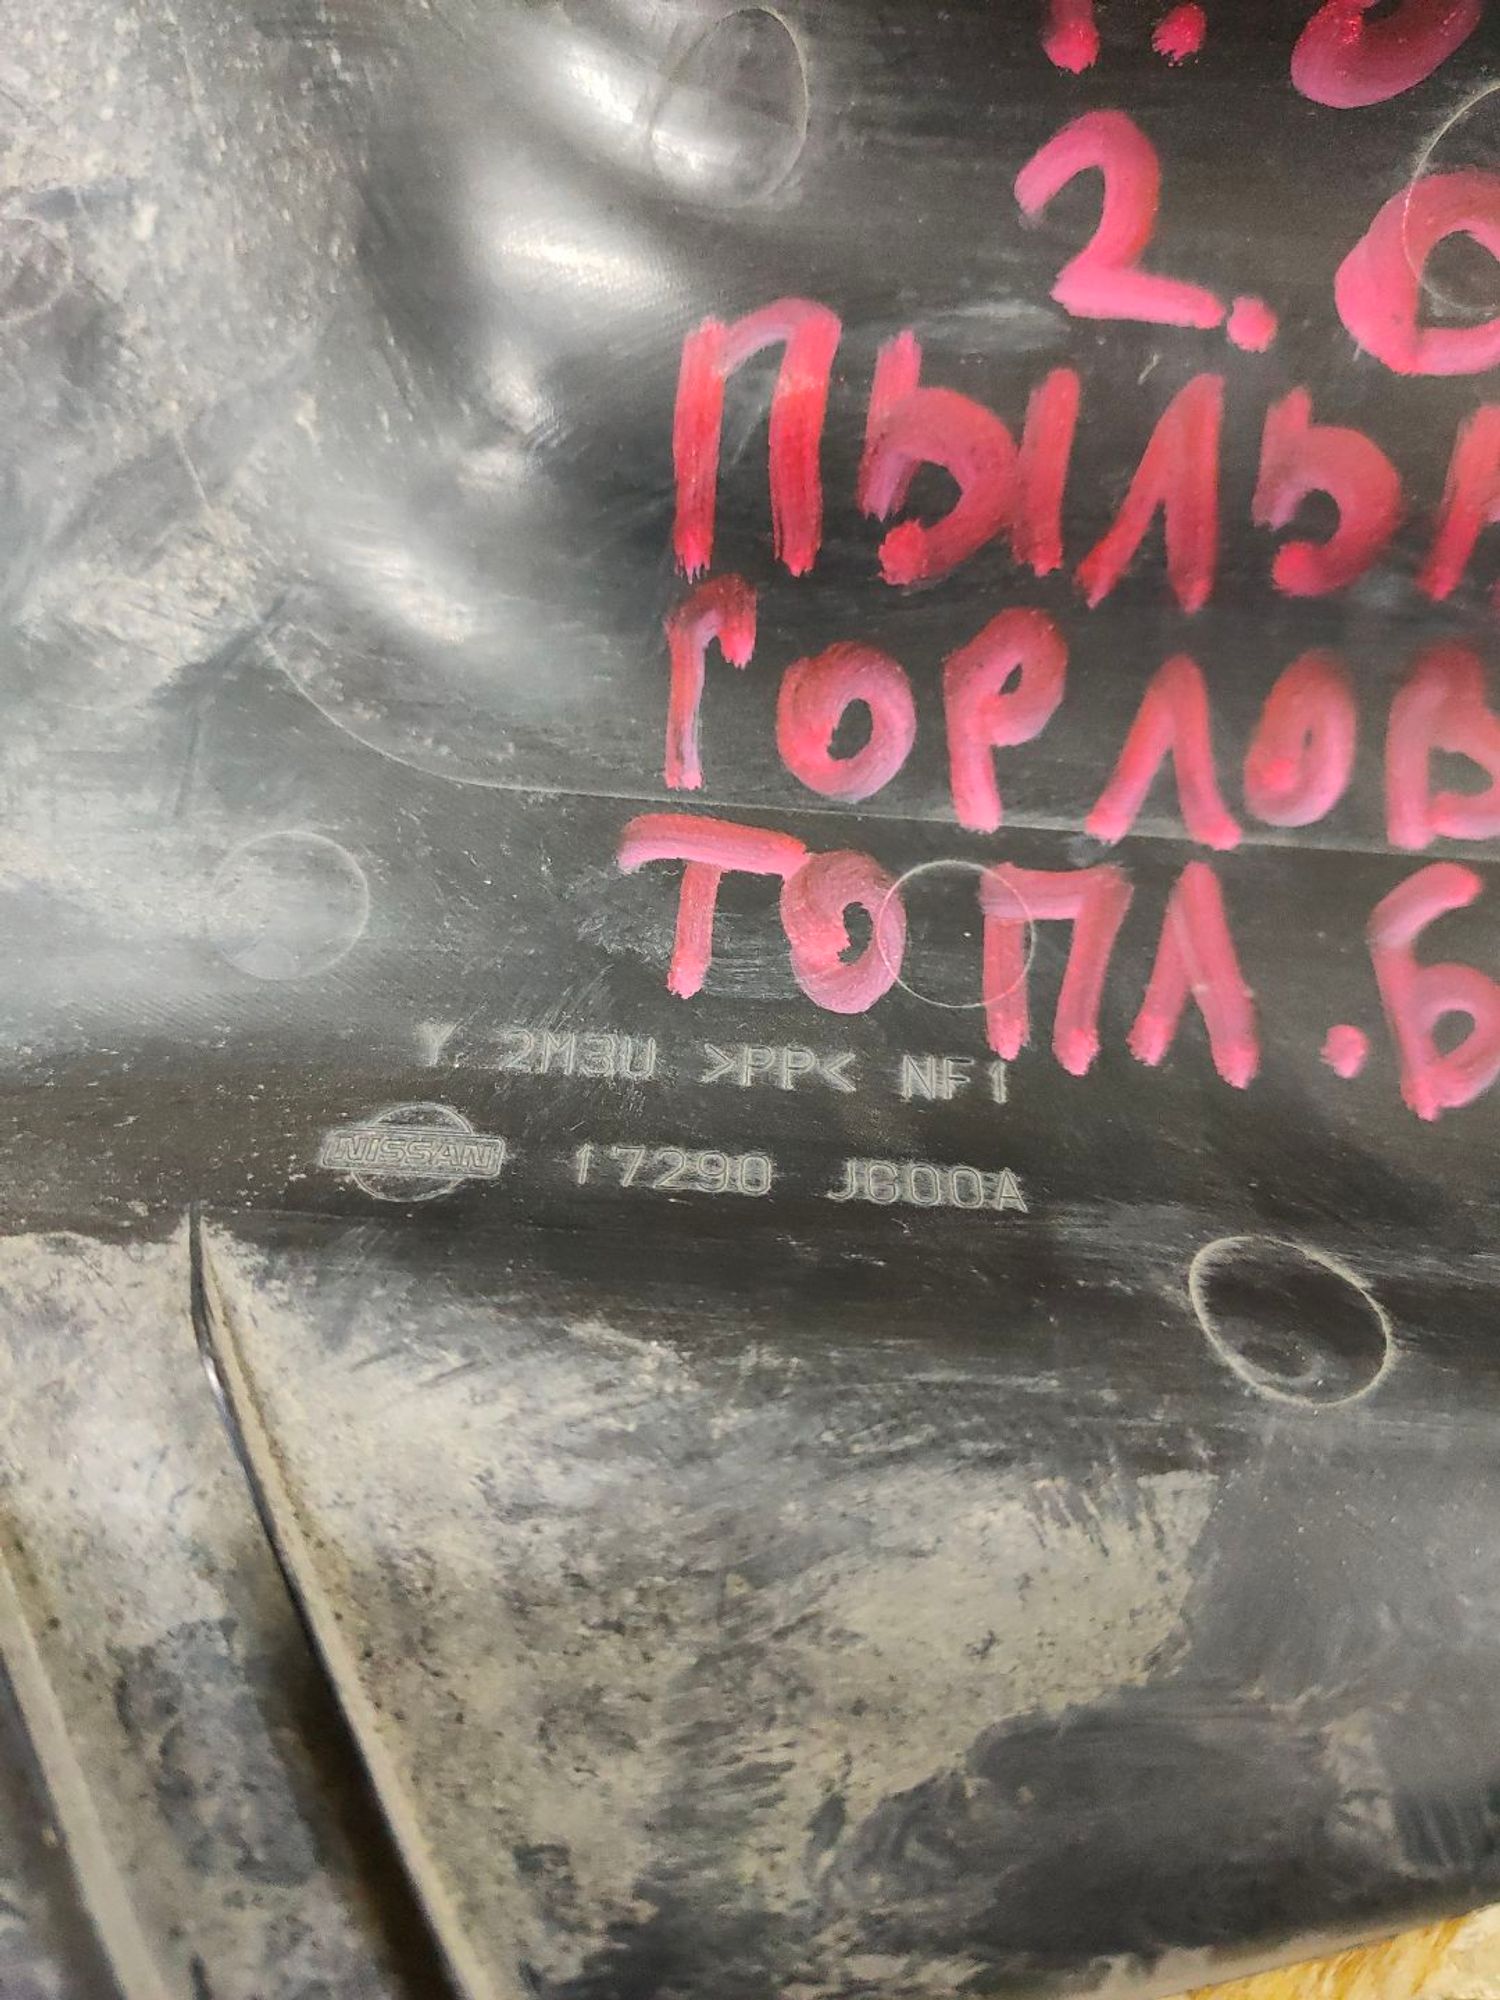 2.0
ПЫЛЬ
ГОРЛОВ
ТОПЛ.Б
Y. 2M3U >PP< NF1
NISSAN 17290 JG00A